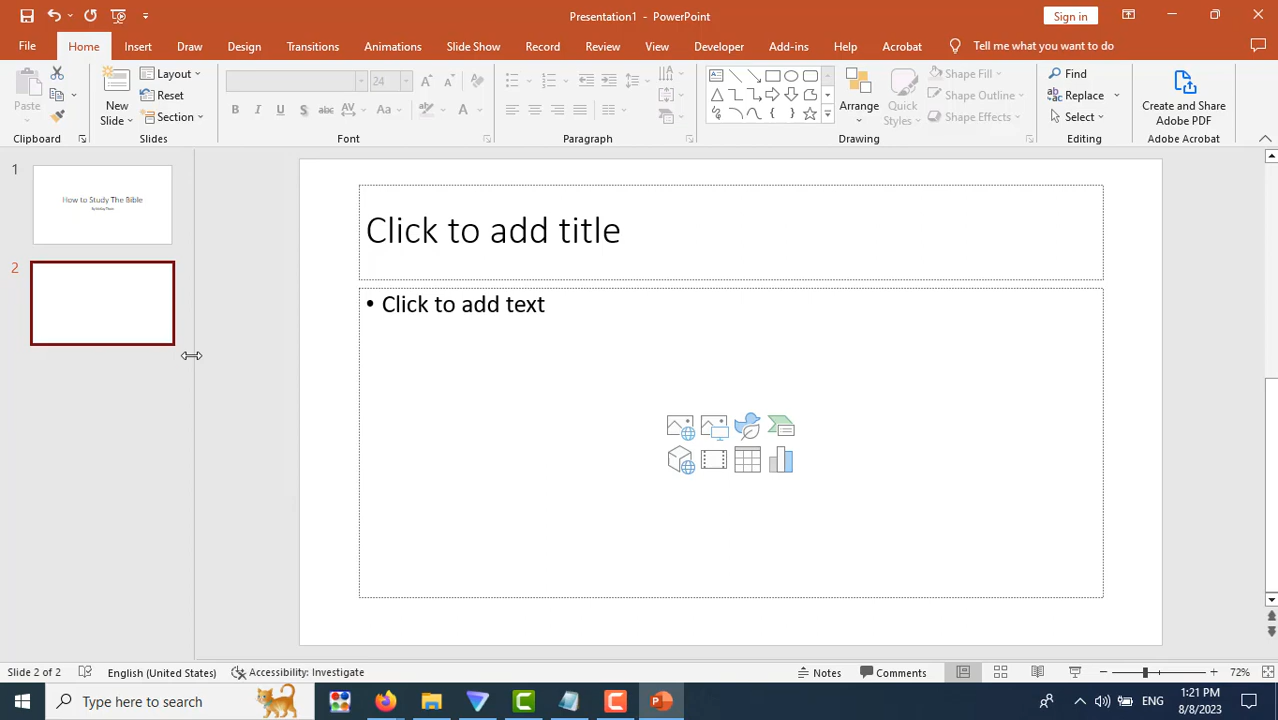 Presentation1 - PowerPoint
Sign in
File Home Insert Draw Design Transitions Animations Slide Show Record Review View Developer Add-ins Help Acrobat Tell me what you want to do
Paste
New Slide
Layout
Reset
Section
24
B I U S abc AV Aa A
Arrange
Quick Styles
Shape Fill
Shape Outline
Shape Effects
Find
Replace
Select
Create and Share Adobe PDF
Clipboard Slides Font Paragraph Drawing Editing Adobe Acrobat
1
How to Study The Bible
2
Click to add title
• Click to add text
Slide 2 of 2 English (United States) Accessibility: Investigate Notes Comments 72%
Type here to search
ENG
1:21 PM
8/8/2023